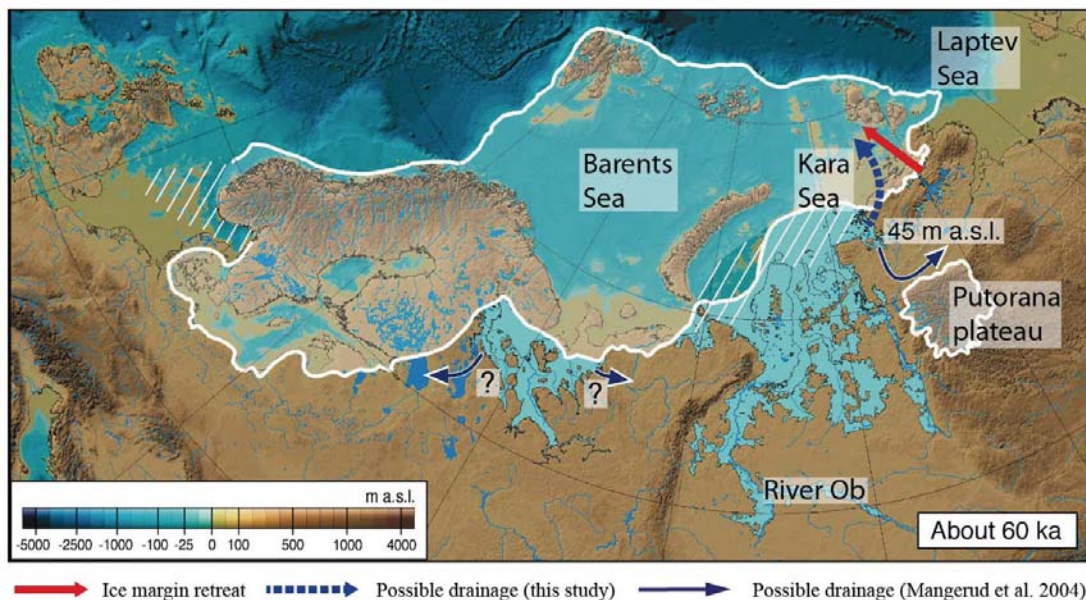 Laptev
Sea
Barents
Sea
Kara
Sea
45 m a.s.l.
Putorana
plateau
?
?
River Ob
m a.s.l.
-5000 -2500 -1000 -100 -25 0 100 500 1000 4000
About 60 ka
Ice margin retreat Possible drainage (this study) Possible drainage (Mangerud et al. 2004)